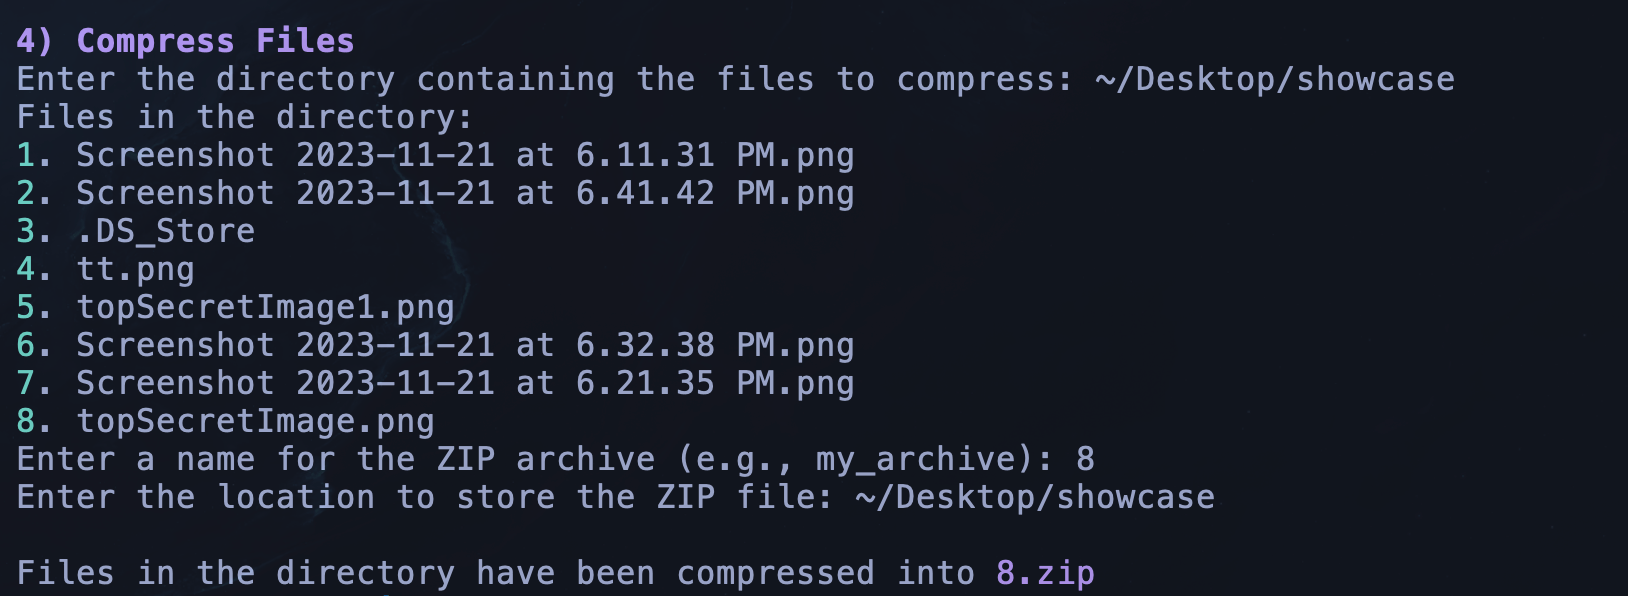 4) Compress Files
Enter the directory containing the files to compress: ~/Desktop/showcase
Files in the directory:
1. Screenshot 2023-11-21 at 6.11.31 PM.png
2. Screenshot 2023-11-21 at 6.41.42 PM.png
3. .DS_Store
4. tt.png
5. topSecretImage1.png
6. Screenshot 2023-11-21 at 6.32.38 PM.png
7. Screenshot 2023-11-21 at 6.21.35 PM.png
8. topSecretImage.png
Enter a name for the ZIP archive (e.g., my_archive): 8
Enter the location to store the ZIP file: ~/Desktop/showcase
Files in the directory have been compressed into 8.zip